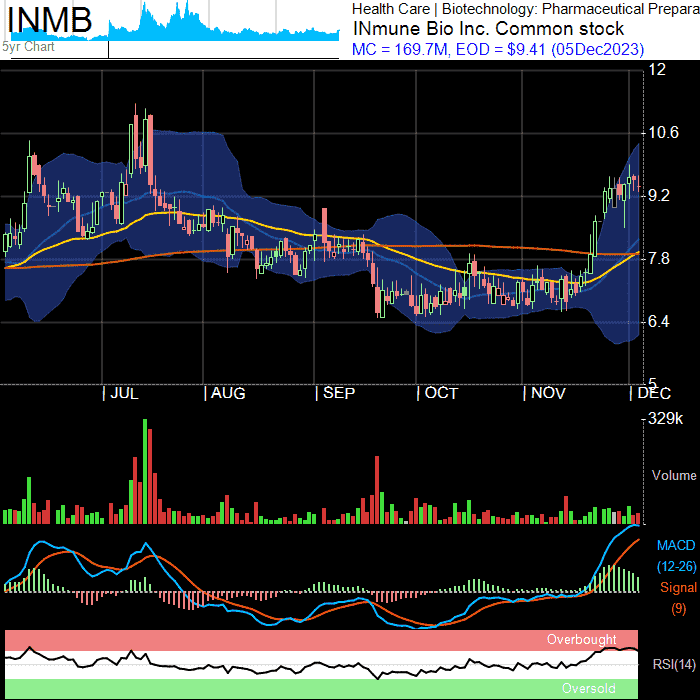 INMB
5yr Chart
Health Care | Biotechnology: Pharmaceutical Prepara
INmune Bio Inc. Common stock
MC = 169.7M, EOD = $9.41 (05Dec2023)
12
10.6
9.2
7.8
6.4
5
JUL AUG SEP OCT NOV DEC
329k
Volume
MACD
(12-26)
Signal
(9)
Overbought
RSI(14)
Oversold